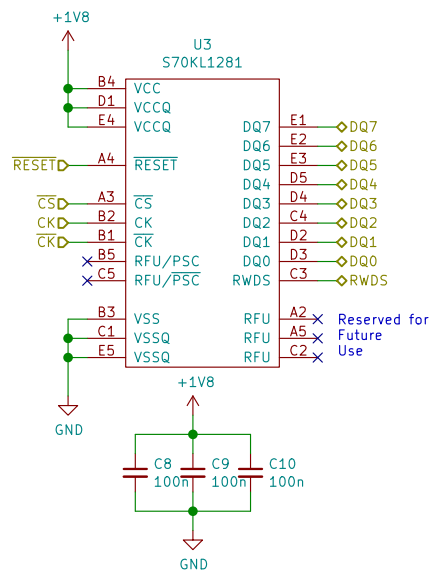 +1V8
U3
S70KL1281
B4 VCC
D1 VCCQ
E4 VCCQ
DQ7 E1 DQ7
DQ6 E2 DQ6
RESET A4 RESET DQ5 E3 DQ5
DQ4 D5 DQ4
CS A3 CS DQ3 D4 DQ3
CK B2 CK DQ2 C4 DQ2
CK B1 CK DQ1 D2 DQ1
B5 RFU/PSC DQ0 D3 DQ0
C5 RFU/PSC RWDS C3 RWDS
B3 VSS RFU A2 Reserved for
C1 VSSQ RFU A5 Future
E5 VSSQ RFU C2 Use
+1V8
GND
C8 C9 C10
100n 100n 100n
GND